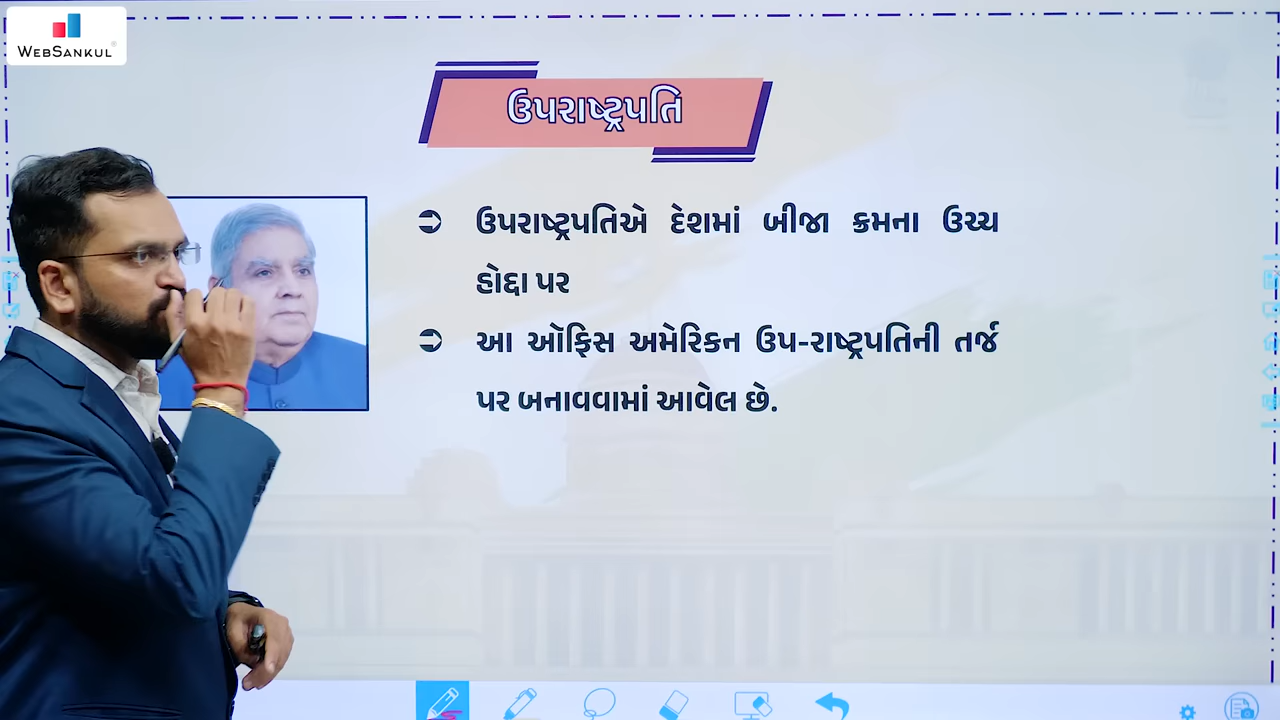 WEBSANKUL
ઉપરાષ્ટ્રપતિ
ઉપરાષ્ટ્રપતિએ દેશમાં બીજા ક્રમના ઉચ્ચ
હોદ્દા પર
આ ઑફિસ અમેરિકન ઉપ-રાષ્ટ્રપતિની તર્જ
પર બનાવવામાં આવેલ છે.